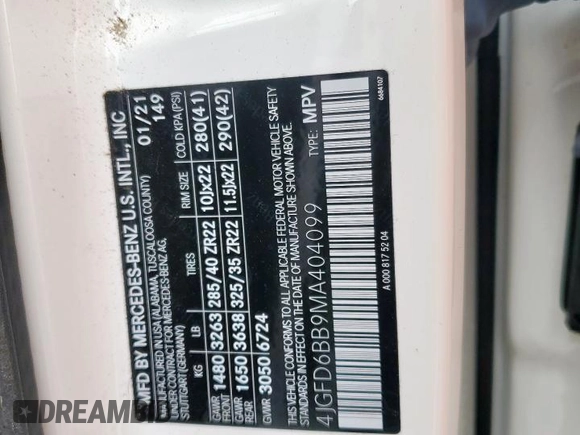 MFD BY MERCEDES-BENZ U.S. INTL., INC
MANUFACTURED IN USA (ALABAMA, TUSCALOOSA COUNTY) 01/21
UNDER CONTRACT FOR MERCEDES-BENZ AG, 149
STUTTGART (GERMANY)
KG LB TIRES RIM SIZE COLD KPA (PSI)
GAWR FRONT 1480 3263 285/40 ZR22 10Jx22 280(41)
GAWR REAR 1650 3638 325/35 ZR22 11.5Jx22 290(42)
GVWR 3050 6724
THIS VEHICLE CONFORMS TO ALL APPLICABLE FEDERAL MOTOR VEHICLE SAFETY
STANDARDS IN EFFECT ON THE DATE OF MANUFACTURE SHOWN ABOVE.
4JGFD6BB9MA404099 TYPE: MPV
A 000 817 52 04
6684107
DREAM